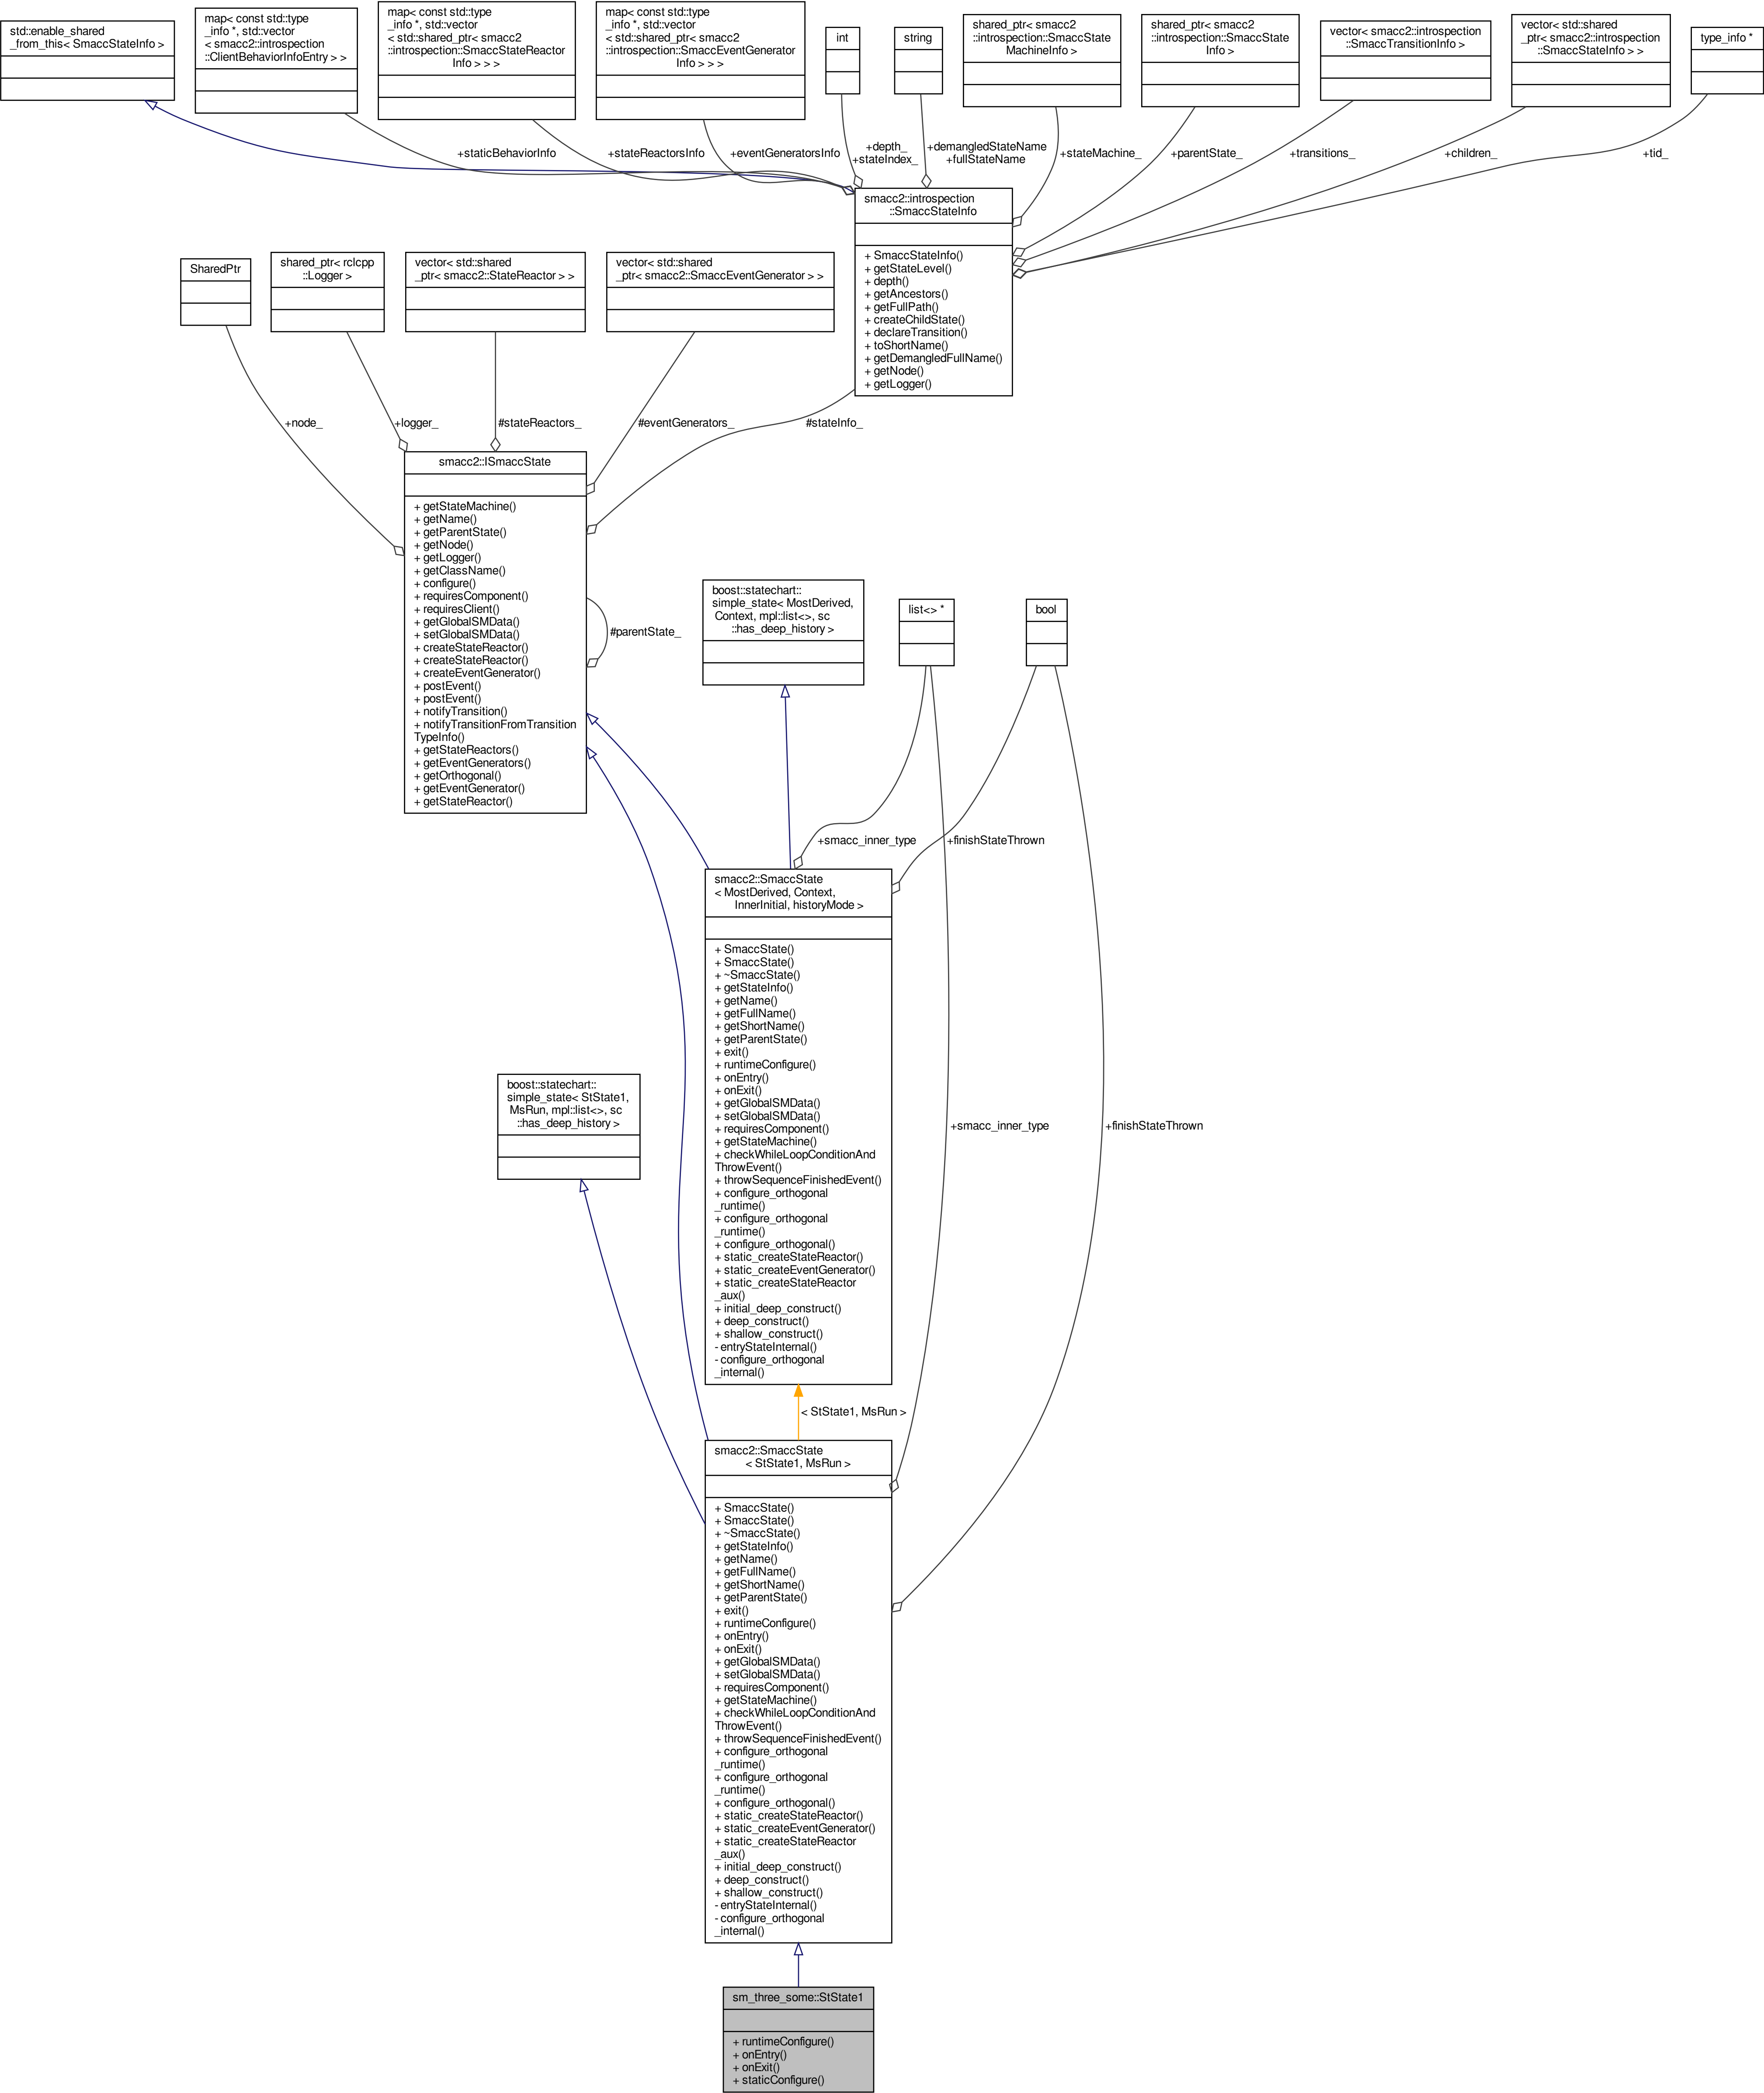 std::enable_shared
_from_this< SmaccStateInfo >
map< const std::type
_info *, std::vector
< smacc2::introspection
::ClientBehaviorInfoEntry > >
map< const std::type
_info *, std::vector
< std::shared_ptr< smacc2
::introspection::SmaccStateReactor
Info > > >
map< const std::type
_info *, std::vector
< std::shared_ptr< smacc2
::introspection::SmaccEventGenerator
Info > > >
int
string
shared_ptr< smacc2
::introspection::SmaccState
MachineInfo >
shared_ptr< smacc2
::introspection::SmaccState
Info >
vector< smacc2::introspection
::SmaccTransitionInfo >
vector< std::shared
_ptr< smacc2::introspection
::SmaccStateInfo > >
type_info *
+staticBehaviorInfo
+stateReactorsInfo
+eventGeneratorsInfo
+depth_
+stateIndex_
+demangledStateName
+fullStateName
+stateMachine_
+parentState_
+transitions_
+children_
+tid_
smacc2::introspection
::SmaccStateInfo
+ SmaccStateInfo()
+ getStateLevel()
+ depth()
+ getAncestors()
+ getFullPath()
+ createChildState()
+ declareTransition()
+ toShortName()
+ getDemangledFullName()
+ getNode()
+ getLogger()
SharedPtr
shared_ptr< rclcpp
::Logger >
vector< std::shared
_ptr< smacc2::StateReactor > >
vector< std::shared
_ptr< smacc2::SmaccEventGenerator > >
+node_
+logger_
#stateReactors_
#eventGenerators_
#stateInfo_
smacc2::ISmaccState
+ getStateMachine()
+ getName()
+ getParentState()
+ getNode()
+ getLogger()
+ getClassName()
+ configure()
+ requiresComponent()
+ requiresClient()
+ getGlobalSMData()
+ setGlobalSMData()
+ createStateReactor()
+ createStateReactor()
+ createEventGenerator()
+ postEvent()
+ postEvent()
+ notifyTransition()
+ notifyTransitionFromTransition
TypeInfo()
+ getStateReactors()
+ getEventGenerators()
+ getOrthogonal()
+ getEventGenerator()
+ getStateReactor()
#parentState_
boost::statechart::
simple_state< MostDerived,
Context, mpl::list<>, sc
::has_deep_history >
list<> *
bool
+smacc_inner_type
+finishStateThrown
smacc2::SmaccState
< MostDerived, Context,
InnerInitial, historyMode >
+ SmaccState()
+ SmaccState()
+ ~SmaccState()
+ getStateInfo()
+ getName()
+ getFullName()
+ getShortName()
+ getParentState()
+ exit()
+ runtimeConfigure()
+ onEntry()
+ onExit()
+ getGlobalSMData()
+ setGlobalSMData()
+ requiresComponent()
+ getStateMachine()
+ checkWhileLoopConditionAnd
ThrowEvent()
+ throwSequenceFinishedEvent()
+ configure_orthogonal
_runtime()
+ configure_orthogonal
_runtime()
+ configure_orthogonal()
+ static_createStateReactor()
+ static_createEventGenerator()
+ static_createStateReactor
_aux()
+ initial_deep_construct()
+ deep_construct()
+ shallow_construct()
- entryStateInternal()
- configure_orthogonal
_internal()
boost::statechart::
simple_state< StState1,
MsRun, mpl::list<>, sc
::has_deep_history >
+smacc_inner_type
+finishStateThrown
< StState1, MsRun >
smacc2::SmaccState
< StState1, MsRun >
+ SmaccState()
+ SmaccState()
+ ~SmaccState()
+ getStateInfo()
+ getName()
+ getFullName()
+ getShortName()
+ getParentState()
+ exit()
+ runtimeConfigure()
+ onEntry()
+ onExit()
+ getGlobalSMData()
+ setGlobalSMData()
+ requiresComponent()
+ getStateMachine()
+ checkWhileLoopConditionAnd
ThrowEvent()
+ throwSequenceFinishedEvent()
+ configure_orthogonal
_runtime()
+ configure_orthogonal
_runtime()
+ configure_orthogonal()
+ static_createStateReactor()
+ static_createEventGenerator()
+ static_createStateReactor
_aux()
+ initial_deep_construct()
+ deep_construct()
+ shallow_construct()
- entryStateInternal()
- configure_orthogonal
_internal()
sm_three_some::StState1
+ runtimeConfigure()
+ onEntry()
+ onExit()
+ staticConfigure()